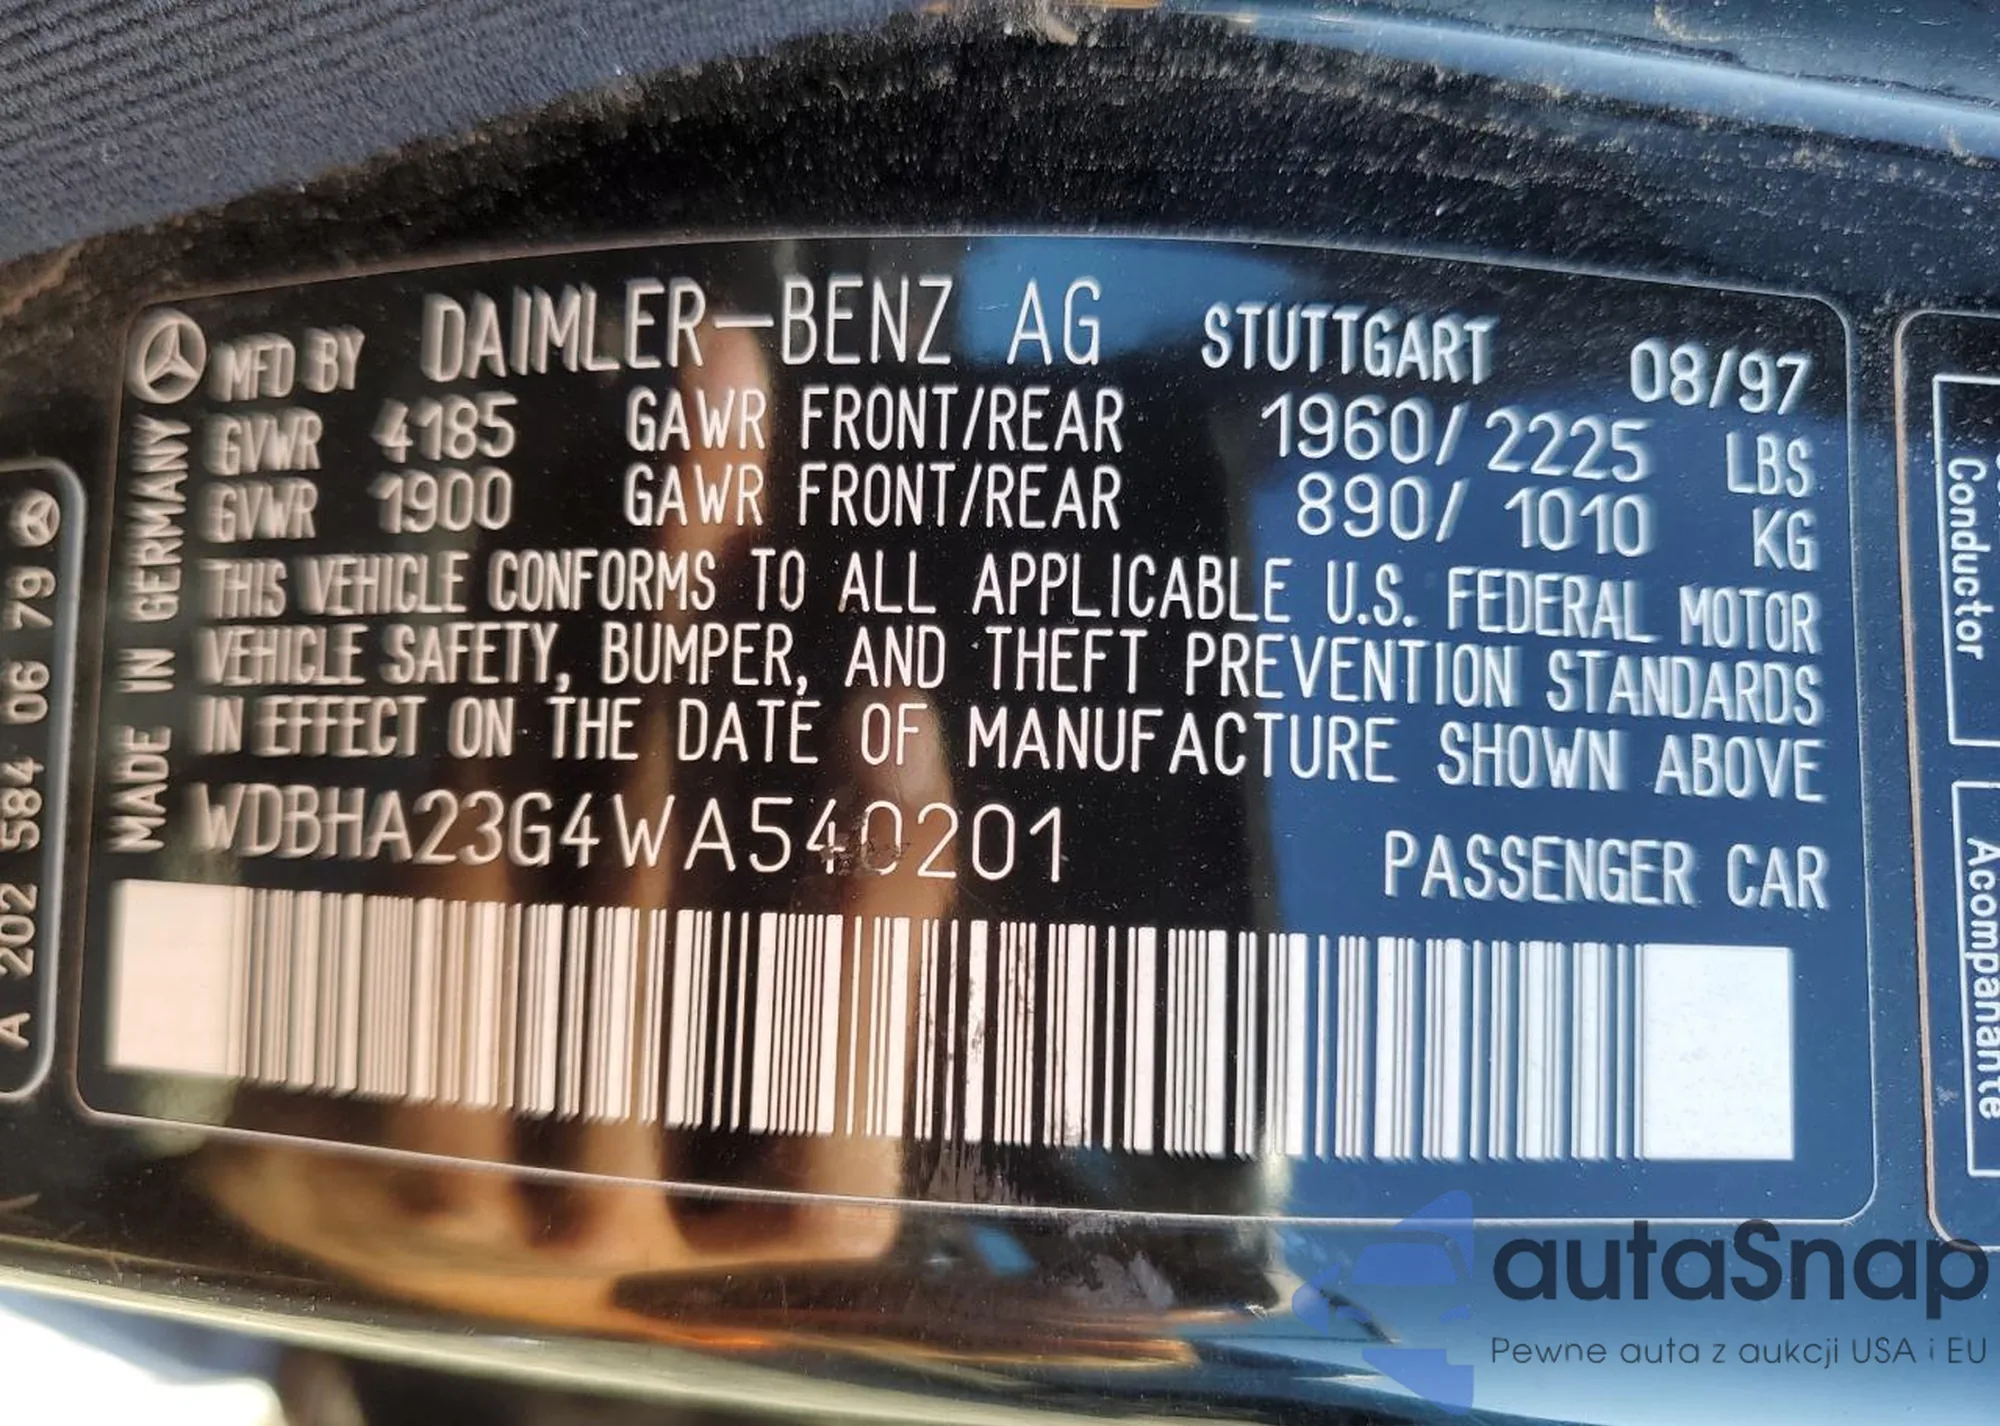 MFD BY DAIMLER-BENZ AG STUTTGART 08/97
GVWR 4185 GAWR FRONT/REAR 1960/ 2225 LBS
GVWR 1900 GAWR FRONT/REAR 890/ 1010 KG
THIS VEHICLE CONFORMS TO ALL APPLICABLE U.S. FEDERAL MOTOR
VEHICLE SAFETY, BUMPER, AND THEFT PREVENTION STANDARDS
IN EFFECT ON THE DATE OF MANUFACTURE SHOWN ABOVE
WDBHA23G4WA540201 PASSENGER CAR
MADE IN GERMANY
A 202 584 06 79
Conductor
Acompanante
autaSnap
Pewne auta z aukcji USA i EU